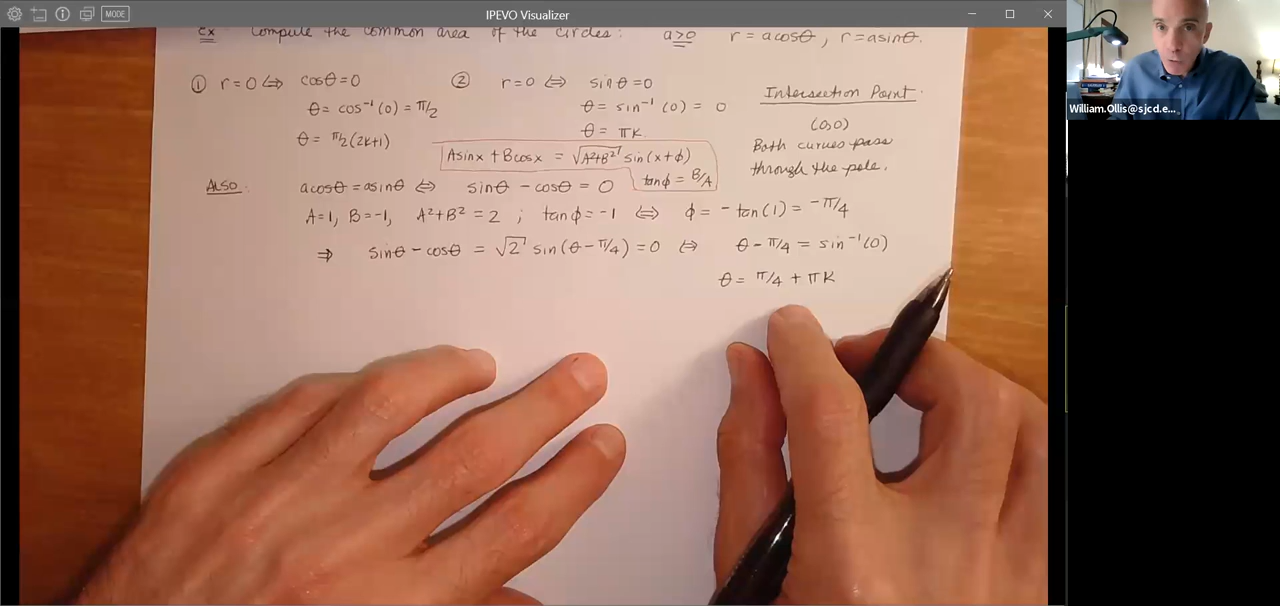 IPEVO Visualizer
MODE
Ex Compute the common area of the circles: a>0 r = acosθ, r = asinθ.
① r=0 ⇔ cosθ=0
θ = cos⁻¹(0) = π/2
θ = π/2(2k+1)
② r=0 ⇔ sinθ=0
θ = sin⁻¹(0) = 0
θ = πk
Intersection Point:
(0,0)
Both curves pass
through the pole.
Asinx + Bcosx = √A²+B² sin(x+ϕ)
tanϕ = B/A
ALSO: acosθ = asinθ ⇔ sinθ - cosθ = 0
A=1, B=-1, A²+B² = 2 ; tanϕ = -1 ⇔ ϕ = -tan(1) = -π/4
⇒ sinθ - cosθ = √2 sin(θ-π/4) = 0 ⇔ θ - π/4 = sin⁻¹(0)
θ = π/4 + πk
William.Ollis@sjcd.e...